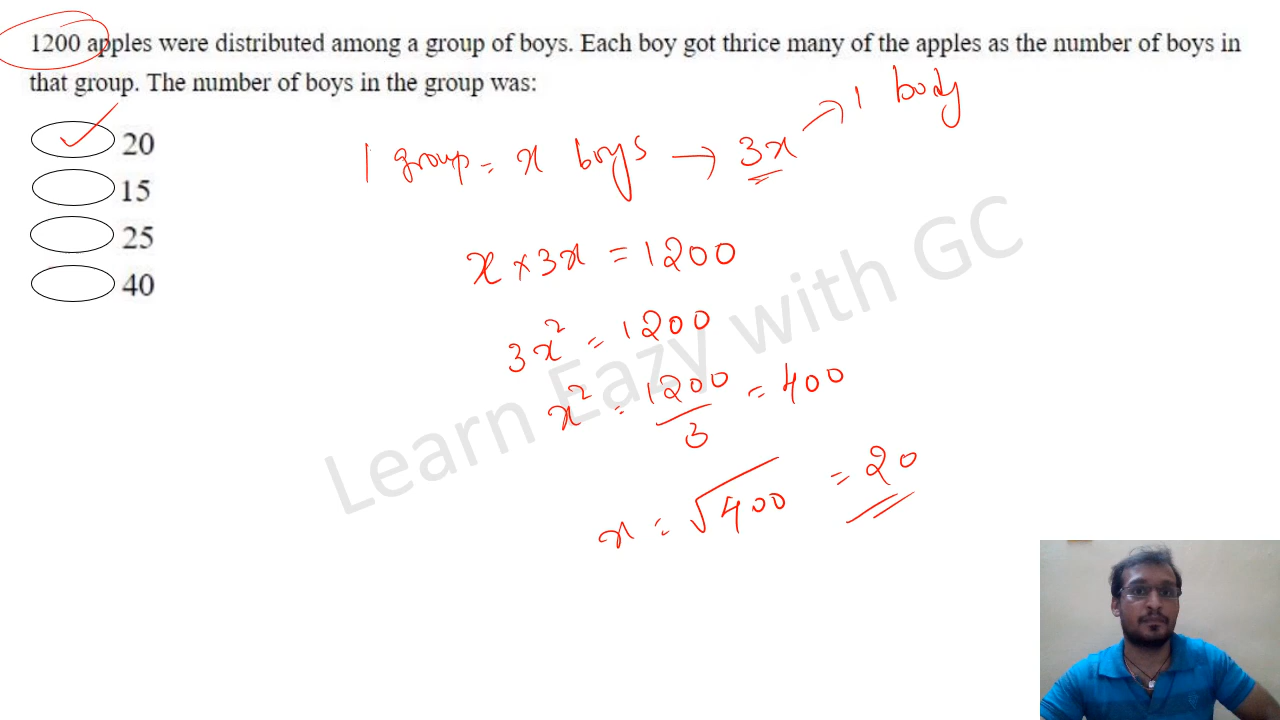 1200 apples were distributed among a group of boys. Each boy got thrice many of the apples as the number of boys in
that group. The number of boys in the group was:
20
15
25
40
1 group = x boys → 3x → 1 body
x × 3x = 1200
3x² = 1200
x² = 1200/3 = 400
x = √400 = 20
Learn Eazy with GC